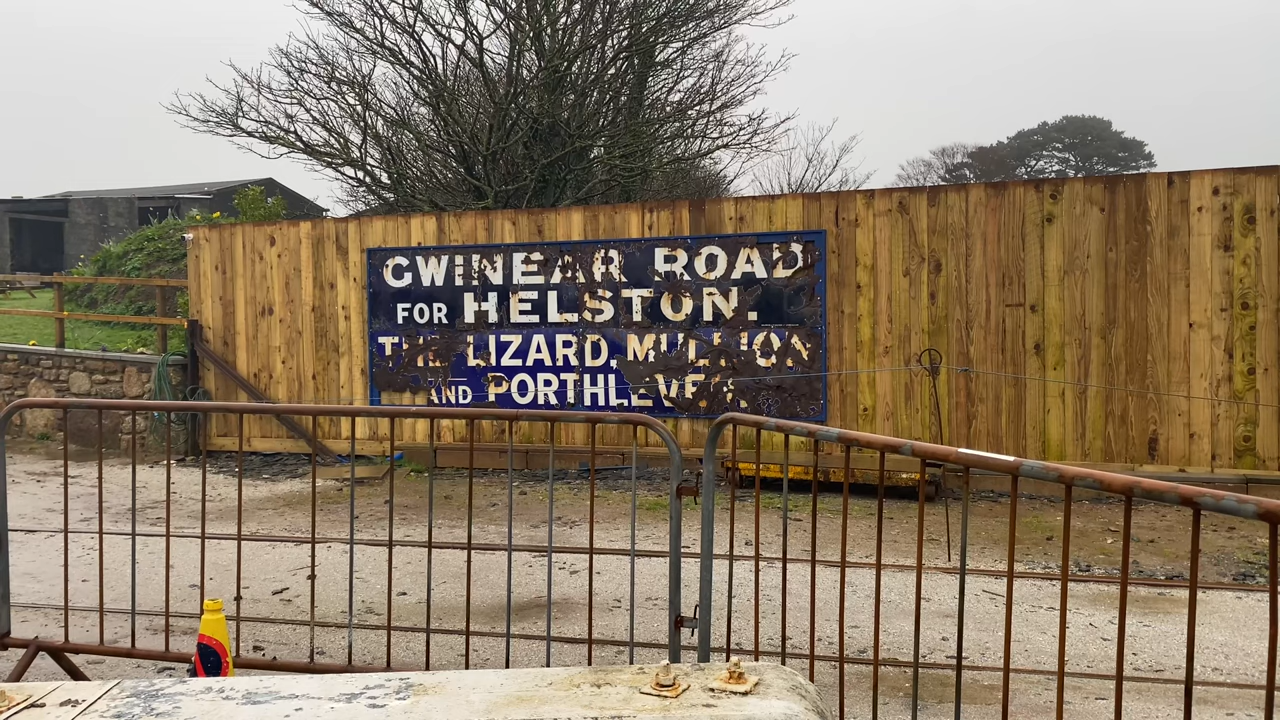 GWINEAR ROAD
FOR HELSTON.
THE LIZARD, MULLION
AND PORTHLEVEN.